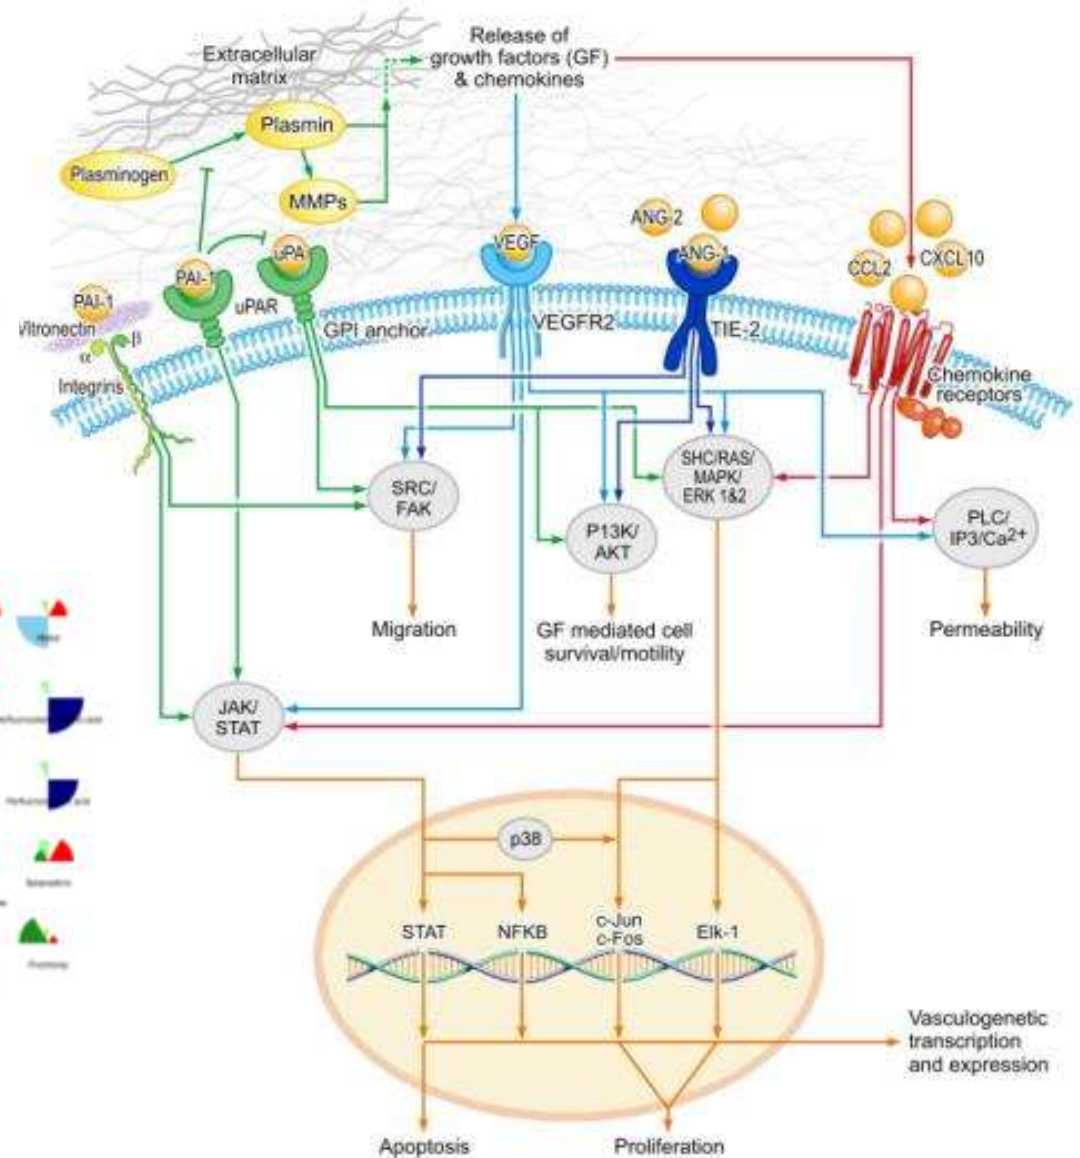 Release of
growth factors (GF)
& chemokines
Extracellular
matrix
Plasmin
Plasminogen
MMPs
ANG-2
VEGF
ANG-1
uPA
PAI-1
CCL2
CXCL10
PAI-1
uPAR
Vitronectin
GPI anchor
VEGFR2
TIE-2
β
α
Integrins
Chemokine
receptors
SHC/RAS/
MAPK/
ERK 1&2
SRC/
FAK
P13K/
AKT
PLC/
IP3/Ca2+
Migration
GF mediated cell
survival/motility
Permeability
JAK/
STAT
p38
STAT
NFKB
c-Jun
c-Fos
Elk-1
Vasculogenetic
transcription
and expression
Apoptosis
Proliferation